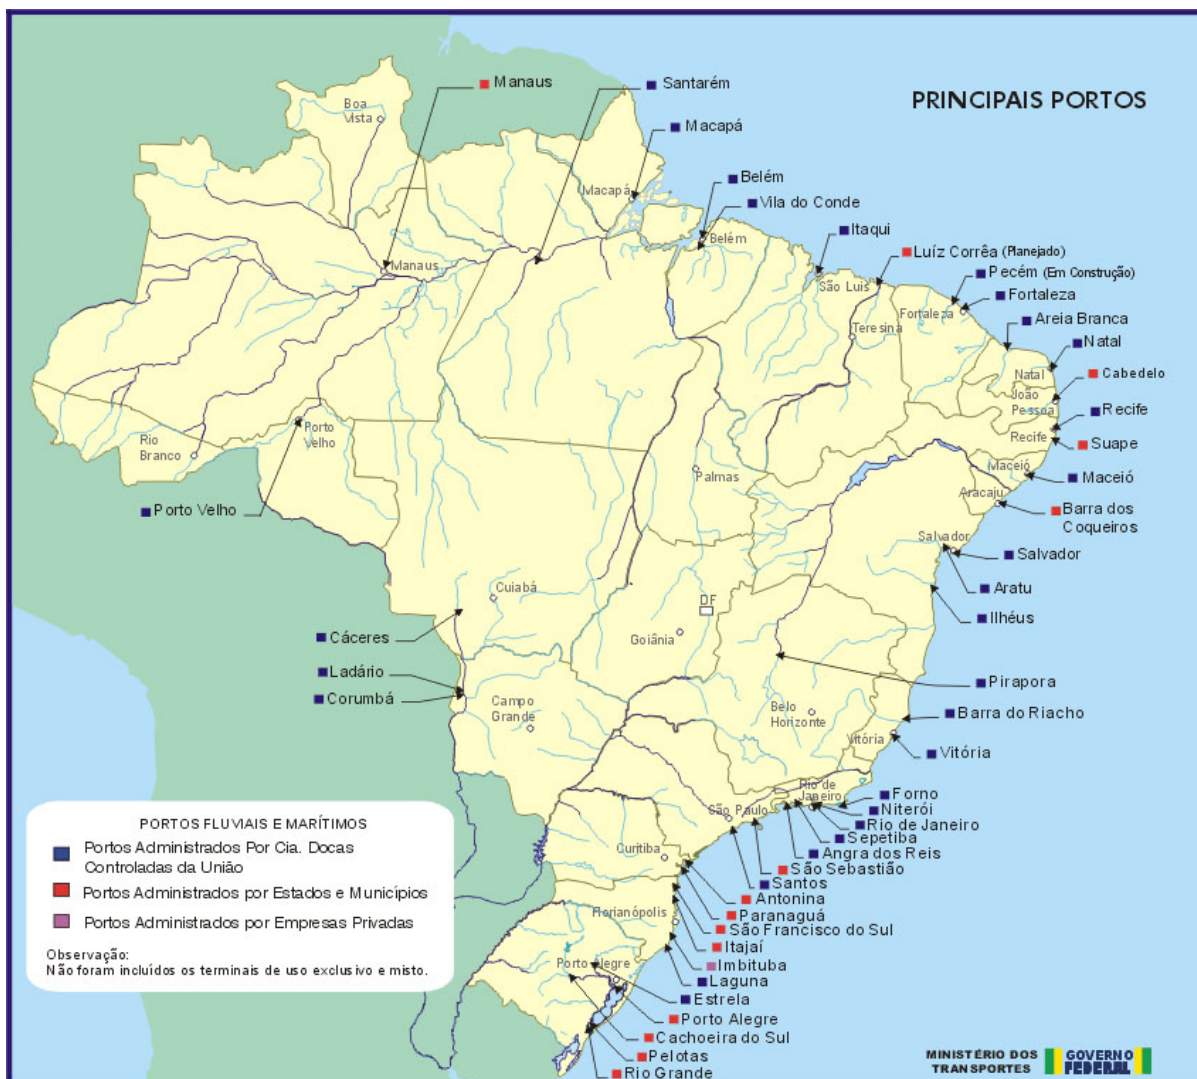 PRINCIPAIS PORTOS
Manaus
Santarém
Macapá
Belém
Vila do Conde
Itaqui
Luíz Corrêa (Planejado)
Pecém (Em Construção)
Fortaleza
Areia Branca
Natal
Cabedelo
Recife
Suape
Maceió
Barra dos
Coqueiros
Salvador
Aratu
Ilhéus
Pirapora
Barra do Riacho
Vitória
Forno
Niterói
Rio de Janeiro
Sepetiba
Angra dos Reis
São Sebastião
Santos
Antonina
Paranaguá
São Francisco do Sul
Itajaí
Imbituba
Laguna
Estrela
Porto Alegre
Cachoeira do Sul
Pelotas
Rio Grande
Porto Velho
Cáceres
Ladário
Corumbá
Boa
Vista
Macapá
Manaus
Belém
São Luis
Teresina
Fortaleza
Natal
João
Pessoa
Recife
Maceió
Aracaju
Salvador
Rio
Branco
Porto
Velho
Palmas
Cuiabá
DF
Goiânia
Campo
Grande
Belo
Horizonte
Vitória
Rio de
Janeiro
São Paulo
Curitiba
Florianópolis
Porto Alegre
PORTOS FLUVIAIS E MARÍTIMOS
Portos Administrados Por Cia. Docas
Controladas da União
Portos Administrados por Estados e Municípios
Portos Administrados por Empresas Privadas
Observação:
Não foram incluídos os terminais de uso exclusivo e misto.
MINISTÉRIO DOS
TRANSPORTES
GOVERNO
FEDERAL